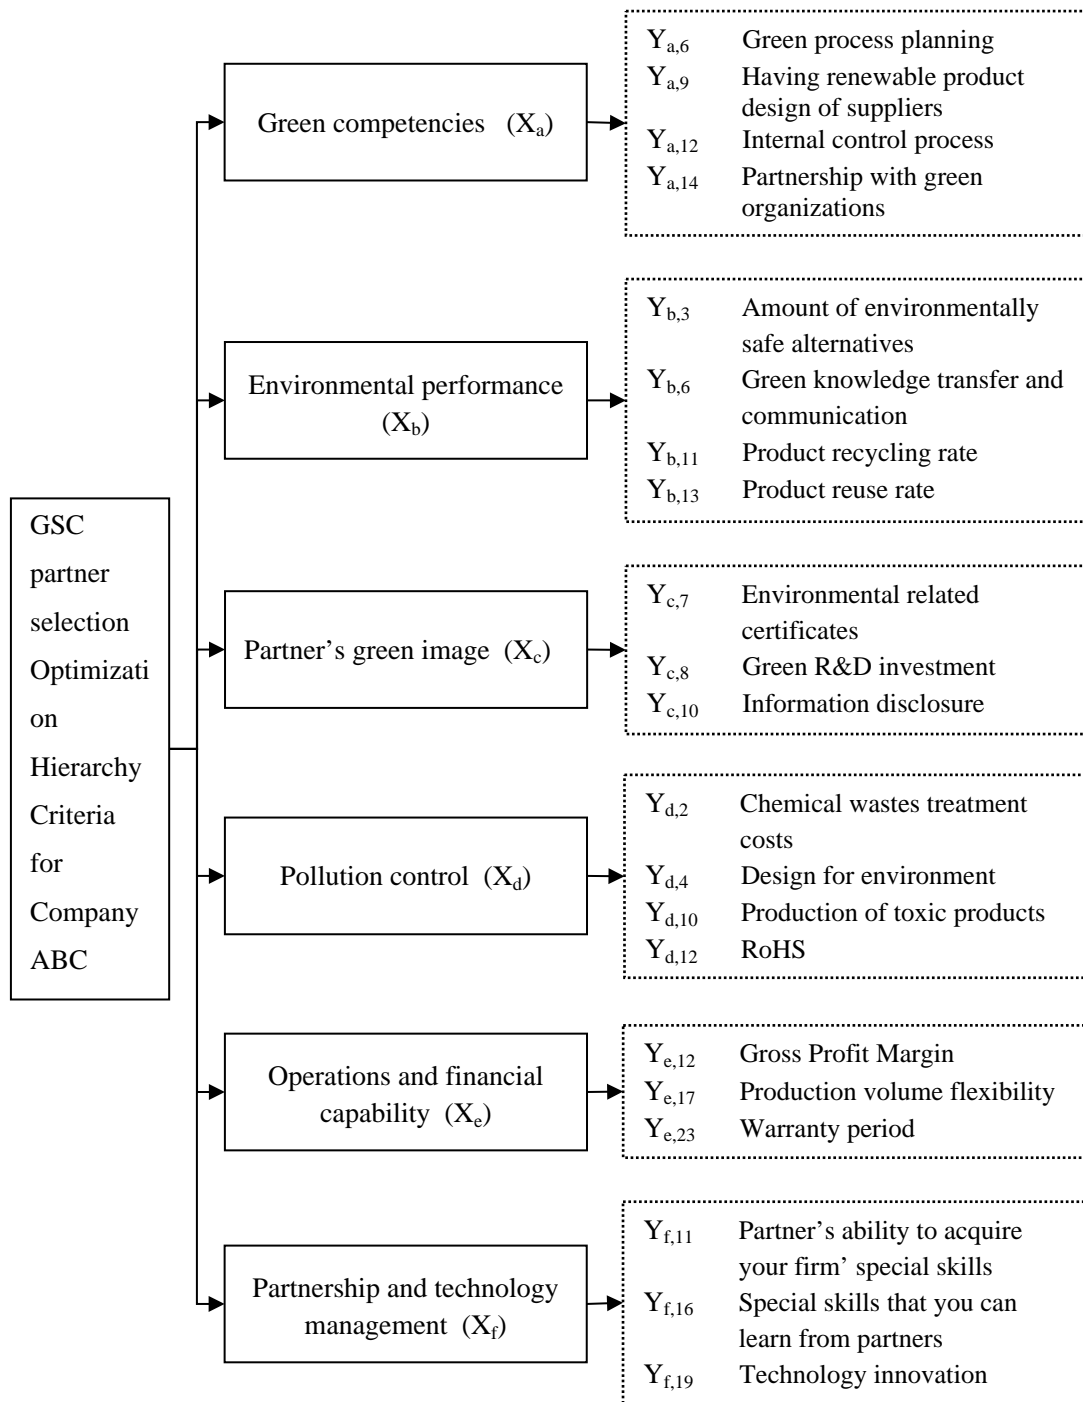 GSC
partner
selection
Optimizati
on
Hierarchy
Criteria
for
Company
ABC
Green competencies (Xa)
Ya,6 Green process planning
Ya,9 Having renewable product
design of suppliers
Ya,12 Internal control process
Ya,14 Partnership with green
organizations
Environmental performance
(Xb)
Yb,3 Amount of environmentally
safe alternatives
Yb,6 Green knowledge transfer and
communication
Yb,11 Product recycling rate
Yb,13 Product reuse rate
Partner’s green image (Xc)
Yc,7 Environmental related
certificates
Yc,8 Green R&D investment
Yc,10 Information disclosure
Pollution control (Xd)
Yd,2 Chemical wastes treatment
costs
Yd,4 Design for environment
Yd,10 Production of toxic products
Yd,12 RoHS
Operations and financial
capability (Xe)
Ye,12 Gross Profit Margin
Ye,17 Production volume flexibility
Ye,23 Warranty period
Partnership and technology
management (Xf)
Yf,11 Partner’s ability to acquire
your firm’ special skills
Yf,16 Special skills that you can
learn from partners
Yf,19 Technology innovation